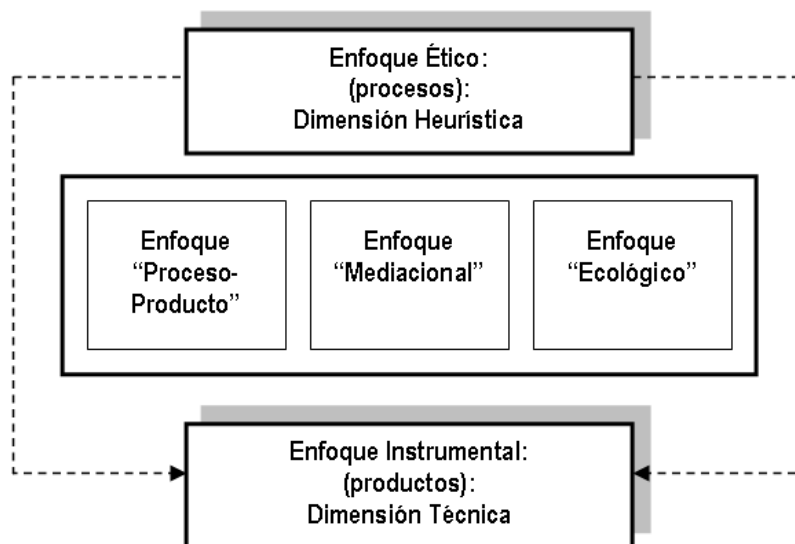 Enfoque Ético:
(procesos):
Dimensión Heurística
Enfoque
“Proceso-
Producto”
Enfoque
“Mediacional”
Enfoque
“Ecológico”
Enfoque Instrumental:
(productos):
Dimensión Técnica